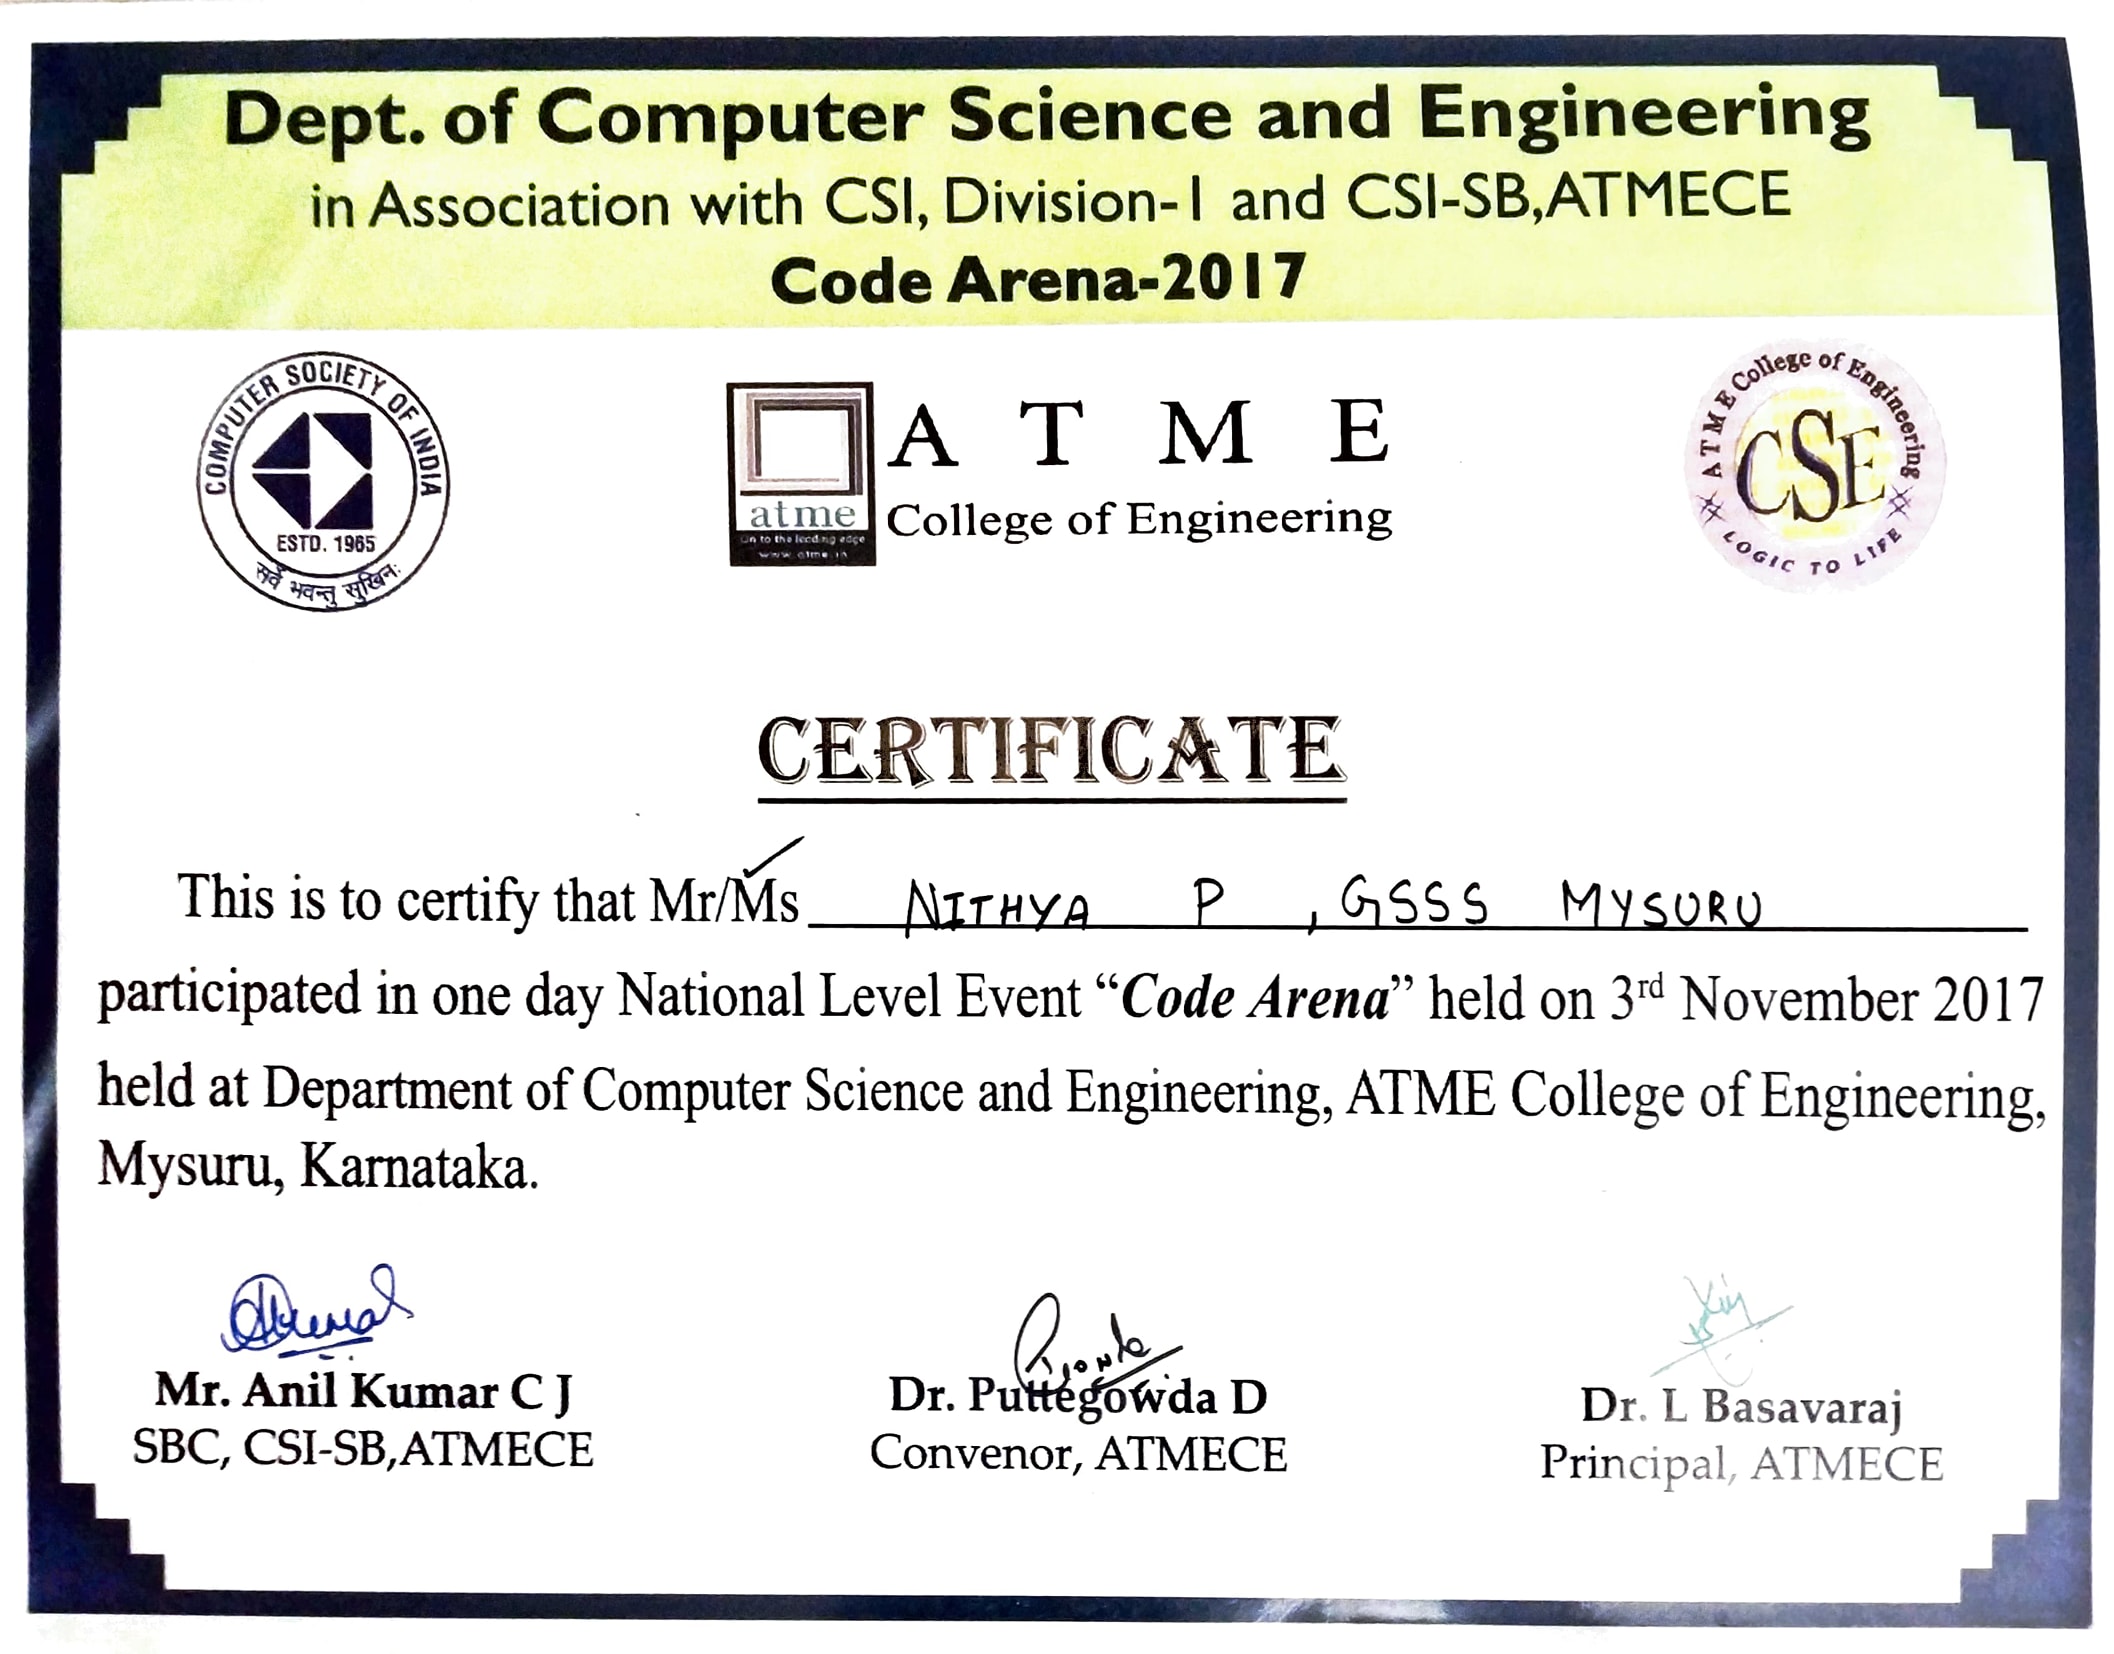 Dept. of Computer Science and Engineering
in Association with CSI, Division-1 and CSI-SB,ATMECE
Code Arena-2017
COMPUTER SOCIETY OF INDIA
ESTD. 1965
सर्वे भवन्तु सुखिनः
atme
On to the leading edge
www.atme.in
A T M E
College of Engineering
ATME College of Engineering
CSE
LOGIC TO LIFE
CERTIFICATE
This is to certify that Mr/Ms NITHYA P , GSSS MYSURU
participated in one day National Level Event “Code Arena” held on 3rd November 2017
held at Department of Computer Science and Engineering, ATME College of Engineering,
Mysuru, Karnataka.
Mr. Anil Kumar C J
SBC, CSI-SB,ATMECE
Dr. Puttegowda D
Convenor, ATMECE
Dr. L Basavaraj
Principal, ATMECE